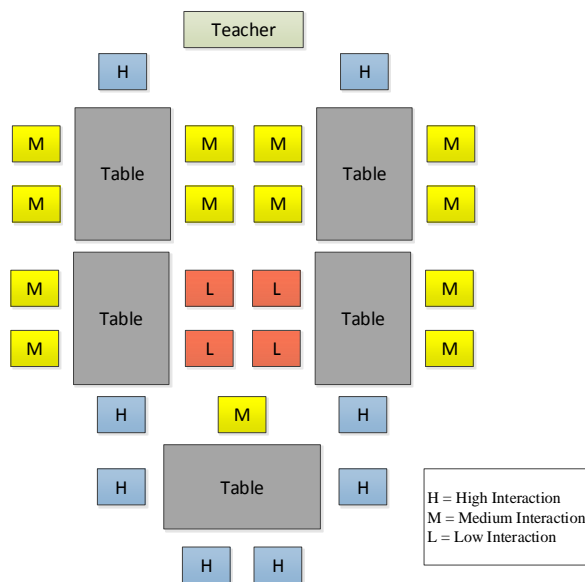 Teacher
H H
M M M M
Table Table
M M M M
M L L M
Table Table
M L L M
H M H
H Table H
H H
H = High Interaction
M = Medium Interaction
L = Low Interaction